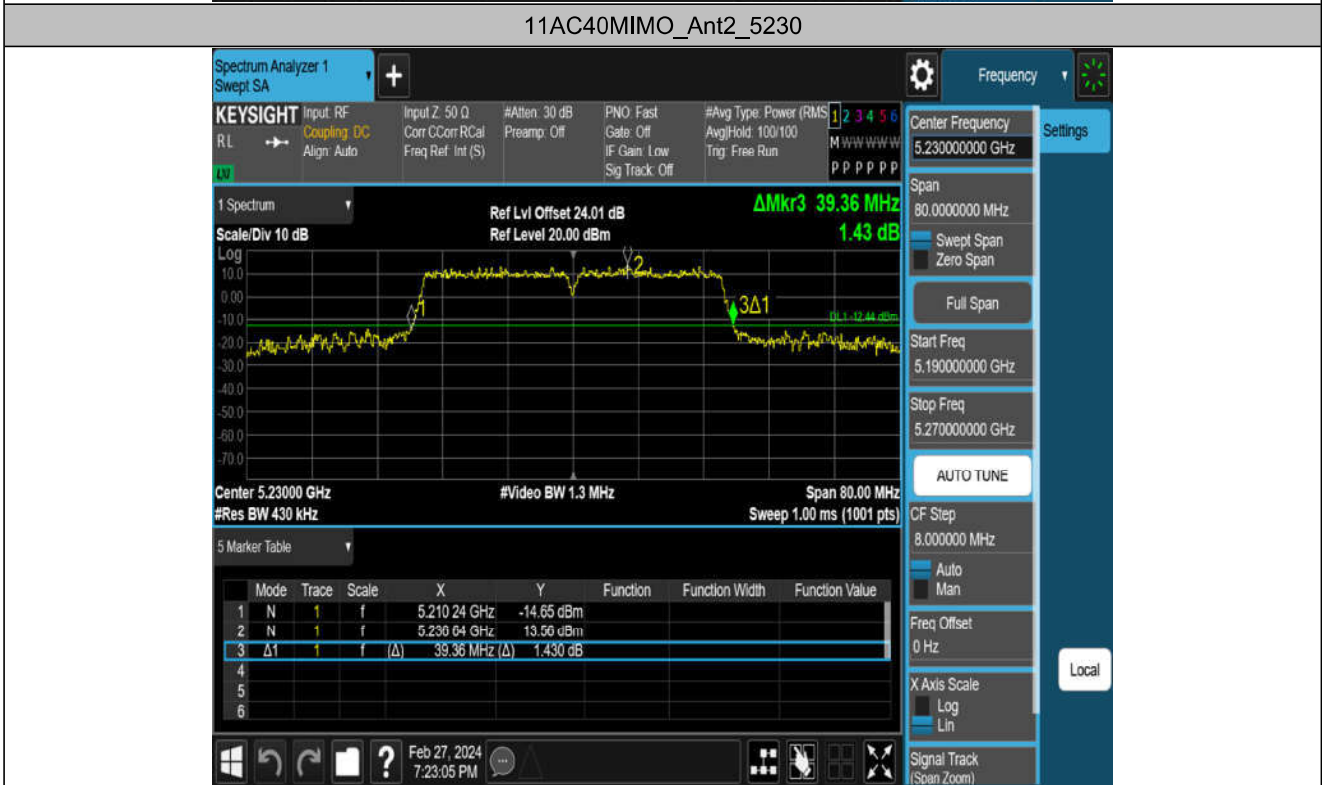 11AC40MIMO_Ant2_5230
Spectrum Analyzer 1
Swept SA
+
Frequency
KEYSIGHT
RL
Input: RF
Coupling: DC
Align: Auto
Input Z: 50 Ω
Corr CCorr RCal
Freq Ref: Int (S)
#Atten: 30 dB
Preamp: Off
PNO: Fast
Gate: Off
IF Gain: Low
Sig Track: Off
#Avg Type: Power (RMS
Avg|Hold: 100/100
Trig: Free Run
1 2 3 4 5 6
M W W W W W
P P P P P P
Center Frequency
5.230000000 GHz
Settings
Span
80.0000000 MHz
Swept Span
Zero Span
Full Span
Start Freq
5.190000000 GHz
Stop Freq
5.270000000 GHz
AUTO TUNE
CF Step
8.000000 MHz
Auto
Man
Freq Offset
0 Hz
X Axis Scale
Log
Lin
Signal Track
(Span Zoom)
Local
1 Spectrum
Scale/Div 10 dB
Ref Lvl Offset 24.01 dB
Ref Level 20.00 dBm
ΔMkr3 39.36 MHz
1.43 dB
Log
10.0
0.00
-10.0
-20.0
-30.0
-40.0
-50.0
-60.0
-70.0
1
2
3Δ1
DL1 -12.44 dBm
Center 5.23000 GHz
#Res BW 430 kHz
#Video BW 1.3 MHz
Span 80.00 MHz
Sweep 1.00 ms (1001 pts)
5 Marker Table
Mode Trace Scale X Y Function Function Width Function Value
1 N 1 f 5.210 24 GHz -14.65 dBm
2 N 1 f 5.236 64 GHz 13.56 dBm
3 Δ1 1 f (Δ) 39.36 MHz (Δ) 1.430 dB
4
5
6
?
Feb 27, 2024
7:23:05 PM